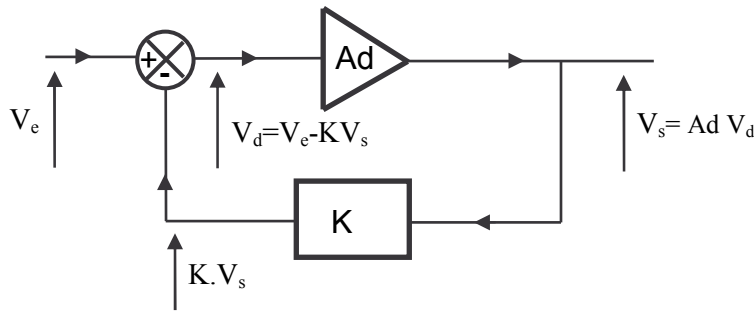 +
-
Ad
V_e
V_d=V_e-KV_s
V_s= Ad V_d
K
K.V_s